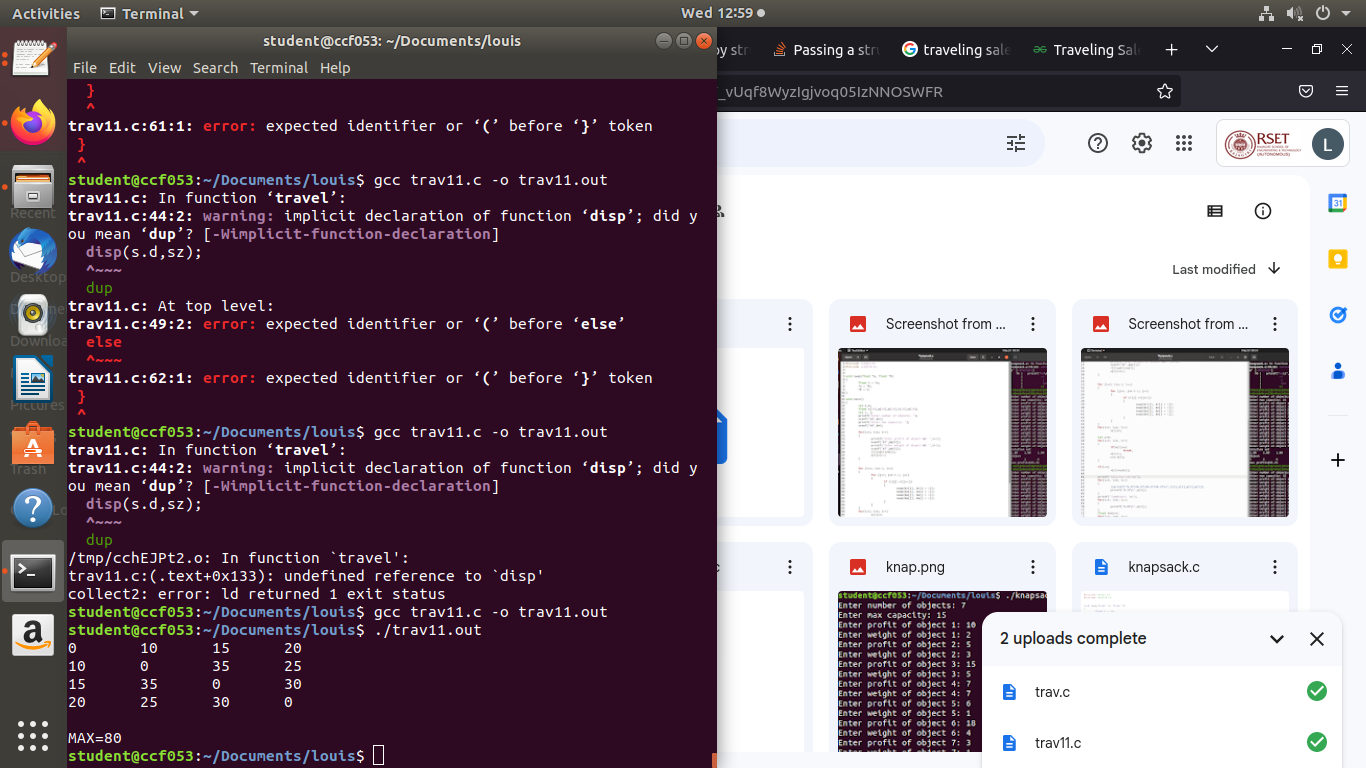 Activities
Terminal
Wed 12:59
student@ccf053: ~/Documents/louis
File Edit View Search Terminal Help
}
^
trav11.c:61:1: error: expected identifier or ‘(’ before ‘}’ token
}
^
student@ccf053:~/Documents/louis$ gcc trav11.c -o trav11.out
trav11.c: In function ‘travel’:
trav11.c:44:2: warning: implicit declaration of function ‘disp’; did y
ou mean ‘dup’? [-Wimplicit-function-declaration]
disp(s.d,sz);
^~~~
dup
trav11.c: At top level:
trav11.c:49:2: error: expected identifier or ‘(’ before ‘else’
else
^~~~
trav11.c:62:1: error: expected identifier or ‘(’ before ‘}’ token
}
^
student@ccf053:~/Documents/louis$ gcc trav11.c -o trav11.out
trav11.c: In function ‘travel’:
trav11.c:44:2: warning: implicit declaration of function ‘disp’; did y
ou mean ‘dup’? [-Wimplicit-function-declaration]
disp(s.d,sz);
^~~~
dup
/tmp/cchEJPt2.o: In function `travel':
trav11.c:(.text+0x133): undefined reference to `disp'
collect2: error: ld returned 1 exit status
student@ccf053:~/Documents/louis$ gcc trav11.c -o trav11.out
student@ccf053:~/Documents/louis$ ./trav11.out
0 10 15 20
10 0 35 25
15 35 0 30
20 25 30 0
MAX=80
student@ccf053:~/Documents/louis$
Recent
Desktop
Pictures
Trash
by str
Passing a str
traveling sale
Traveling Sal
_vUqf8WyzIgjvoq05IzNNOSWFR
RSET
L
31
Last modified
Screenshot from ...
Screenshot from ...
knap.png
knapsack.c
student@ccf053:~/Documents/louis$ ./knapsac
Enter number of objects: 7
Enter max capacity: 15
Enter profit of object 1: 10
Enter weight of object 1: 2
Enter profit of object 2: 5
Enter weight of object 2: 3
Enter profit of object 3: 15
Enter weight of object 3: 5
Enter profit of object 4: 7
Enter weight of object 4: 7
Enter profit of object 5: 6
Enter weight of object 5: 1
Enter profit of object 6: 18
Enter weight of object 6: 4
Enter profit of object 7: 3
2 uploads complete
trav.c
trav11.c